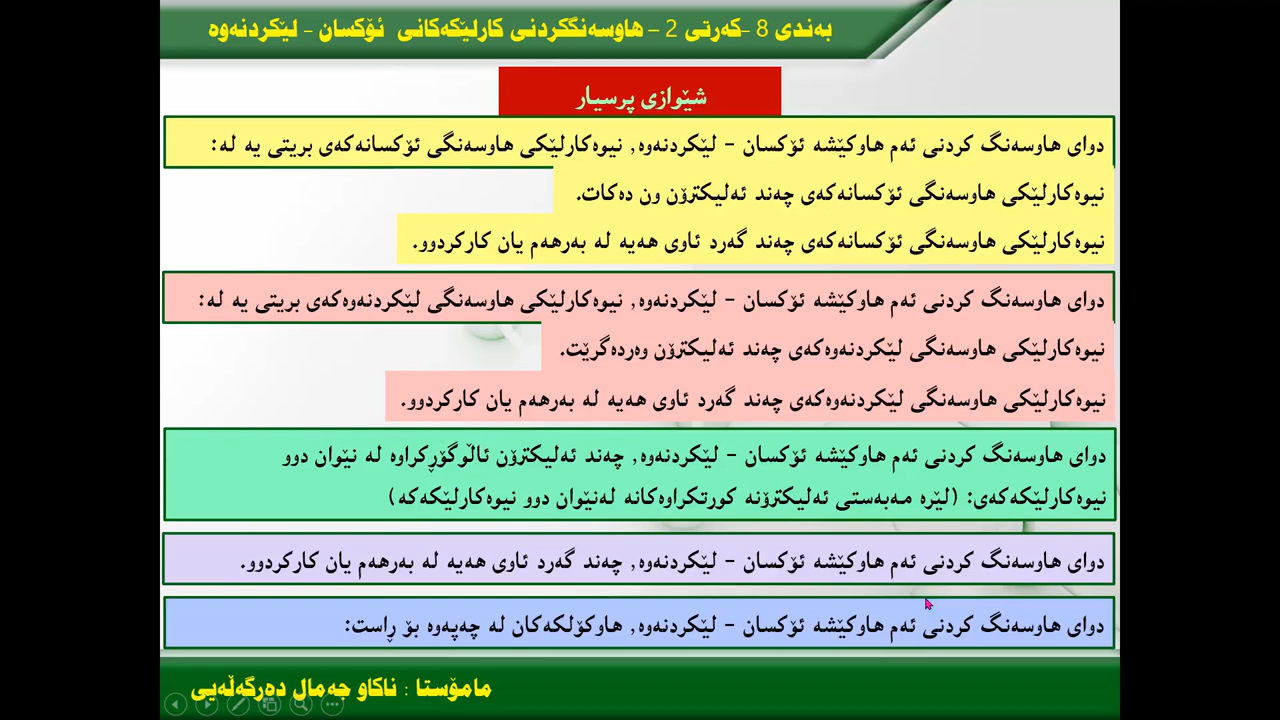 بەندی 8 –کەرتی 2 – هاوسەنگکردنی کارلێکەکانی ئۆکسان - لێکردنەوە
شێوازی پرسیار
دوای هاوسەنگ کردنی ئەم هاوکێشە ئۆکسان - لێکردنەوە, نیوەکارلێکی هاوسەنگی ئۆکسانەکەی بریتی یە لە:
نیوەکارلێکی هاوسەنگی ئۆکسانەکەی چەند ئەلیکترۆن ون دەکات.
نیوەکارلێکی هاوسەنگی ئۆکسانەکەی چەند گەرد ئاوی هەیە لە بەرهەم یان کارکردوو.
دوای هاوسەنگ کردنی ئەم هاوکێشە ئۆکسان - لێکردنەوە, نیوەکارلێکی هاوسەنگی لێکردنەوەکەی بریتی یە لە:
نیوەکارلێکی هاوسەنگی لێکردنەوەکەی چەند ئەلیکترۆن وەردەگرێت.
نیوەکارلێکی هاوسەنگی لێکردنەوەکەی چەند گەرد ئاوی هەیە لە بەرهەم یان کارکردوو.
دوای هاوسەنگ کردنی ئەم هاوکێشە ئۆکسان - لێکردنەوە, چەند ئەلیکترۆن ئاڵوگۆڕکراوە لە نێوان دوو
نیوەکارلێکەکەی: (لێرە مەبەستی ئەلیکترۆنە کورتکراوەکانە لەنێوان دوو نیوەکارلێکەکە)
دوای هاوسەنگ کردنی ئەم هاوکێشە ئۆکسان - لێکردنەوە, چەند گەرد ئاوی هەیە لە بەرهەم یان کارکردوو.
دوای هاوسەنگ کردنی ئەم هاوکێشە ئۆکسان - لێکردنەوە, هاوکۆلکەکان لە چەپەوە بۆ ڕاست:
مامۆستا : ناکاو جەمال دەرگەڵەیی